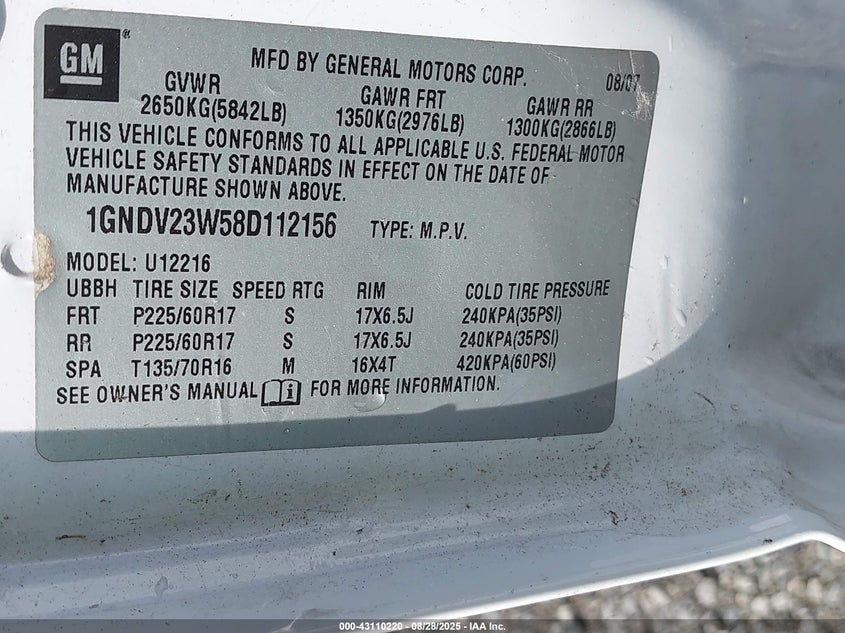 GM
MFD BY GENERAL MOTORS CORP. 08/07
GVWR GAWR FRT GAWR RR
2650KG(5842LB) 1350KG(2976LB) 1300KG(2866LB)
THIS VEHICLE CONFORMS TO ALL APPLICABLE U.S. FEDERAL MOTOR
VEHICLE SAFETY STANDARDS IN EFFECT ON THE DATE OF
MANUFACTURE SHOWN ABOVE.
1GNDV23W58D112156 TYPE: M.P.V.
MODEL: U12216
UBBH TIRE SIZE SPEED RTG RIM COLD TIRE PRESSURE
FRT P225/60R17 S 17X6.5J 240KPA(35PSI)
RR P225/60R17 S 17X6.5J 240KPA(35PSI)
SPA T135/70R16 M 16X4T 420KPA(60PSI)
SEE OWNER'S MANUAL i FOR MORE INFORMATION.
000-43110220 - 08/28/2025 - IAA Inc.